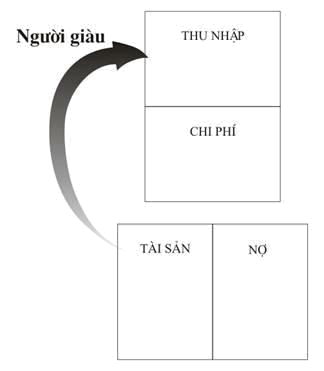 Người giàu
THU NHẬP
CHI PHÍ
TÀI SẢN
NỢ